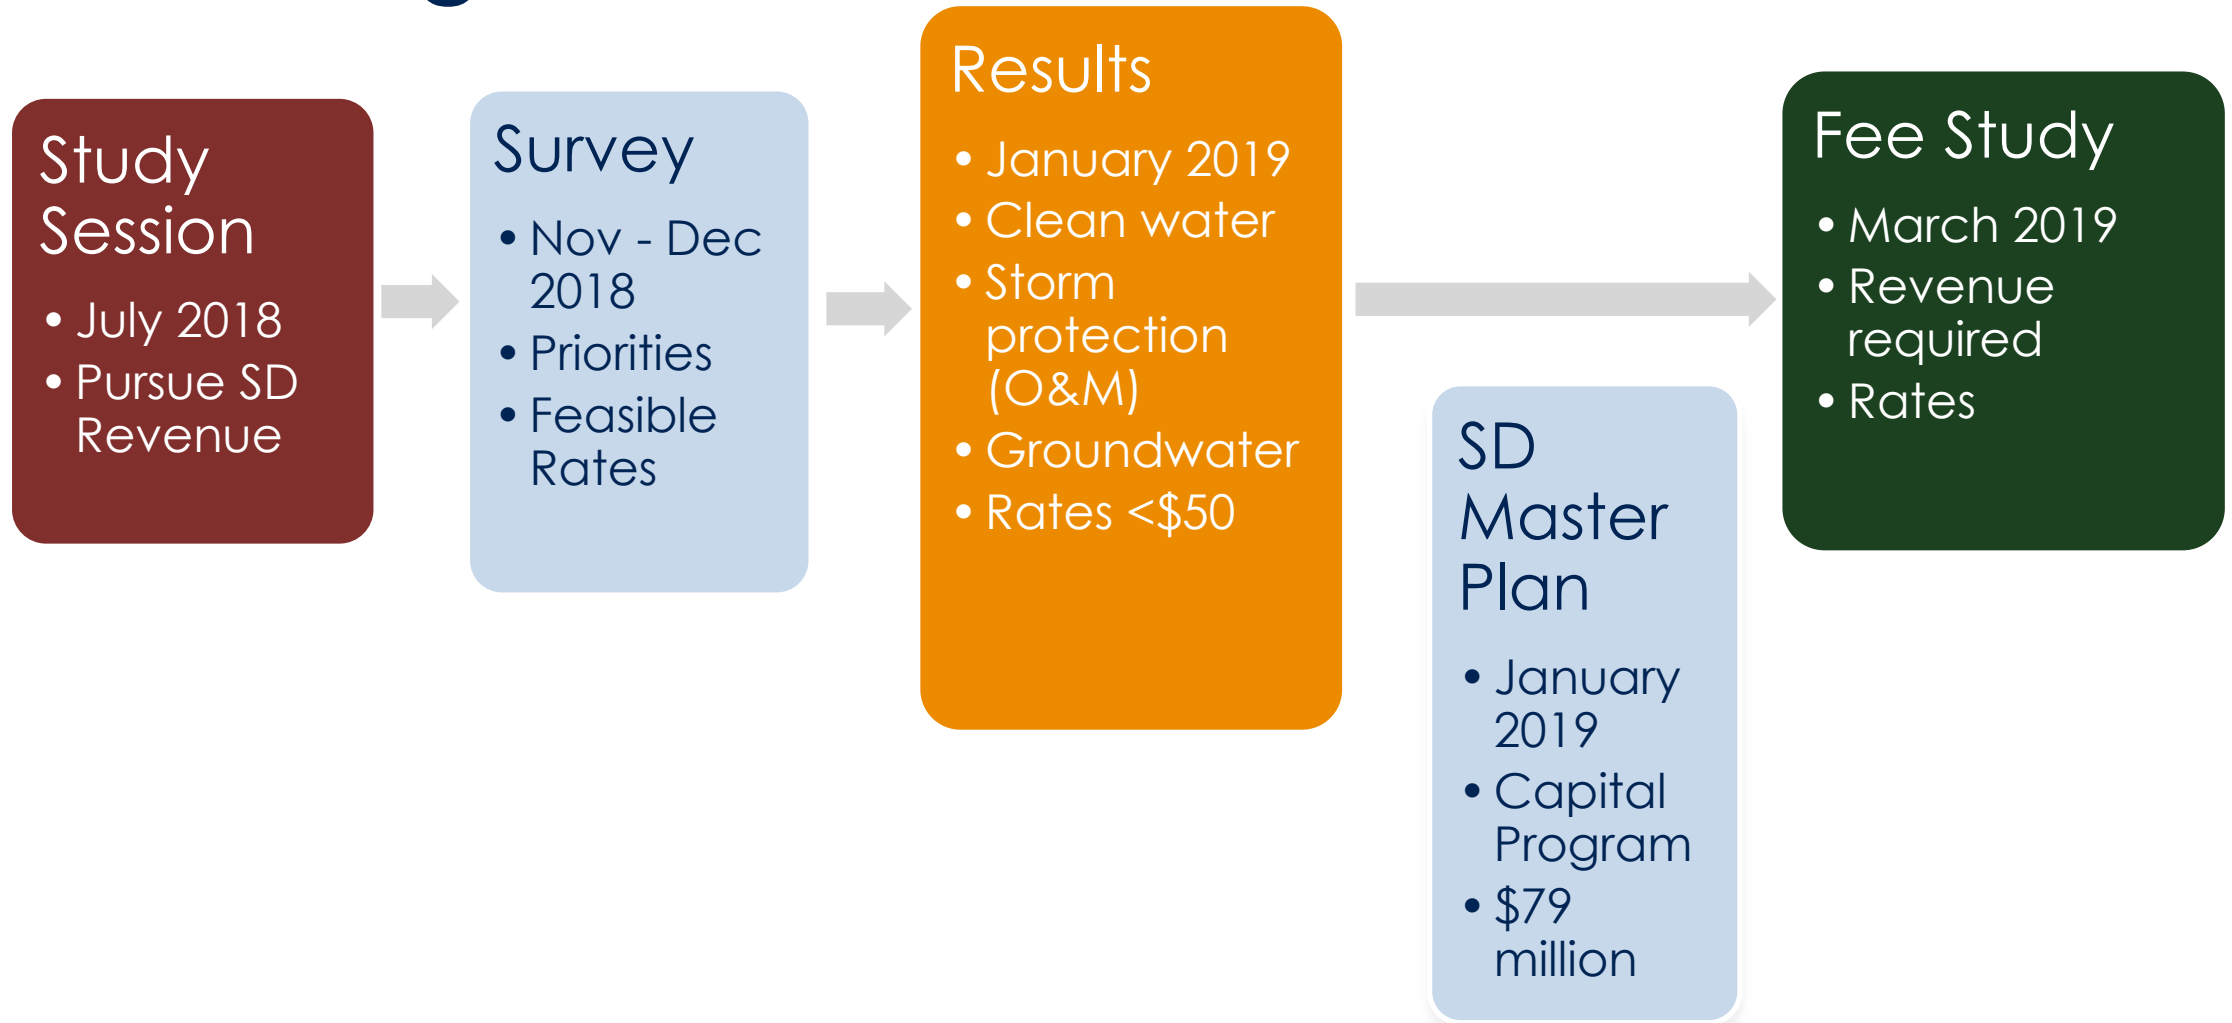 Study
Session
• July 2018
• Pursue SD
Revenue
Survey
• Nov - Dec
2018
• Priorities
• Feasible
Rates
Results
• January 2019
• Clean water
• Storm
protection
(O&M)
• Groundwater
• Rates <$50
SD
Master
Plan
• January
2019
• Capital
Program
• $79
million
Fee Study
• March 2019
• Revenue
required
• Rates